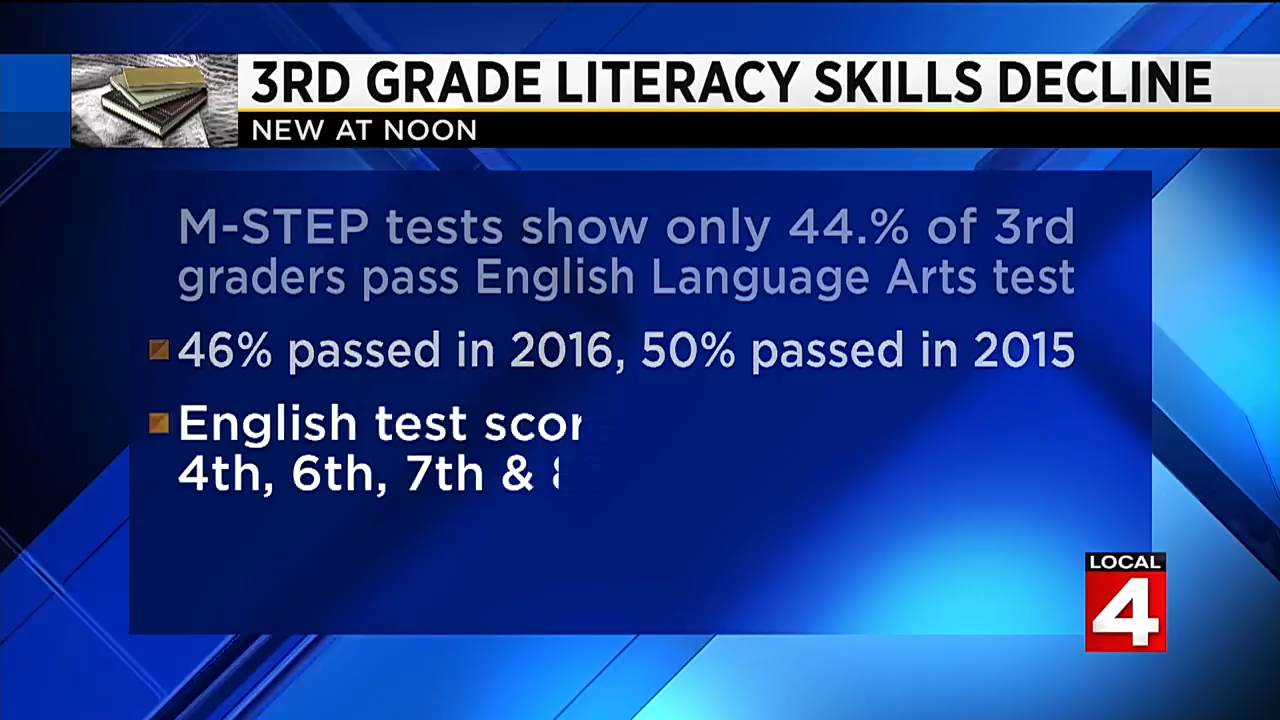 3RD GRADE LITERACY SKILLS DECLINE
NEW AT NOON
M-STEP tests show only 44.% of 3rd
graders pass English Language Arts test
46% passed in 2016, 50% passed in 2015
English test scor
4th, 6th, 7th &
LOCAL
4